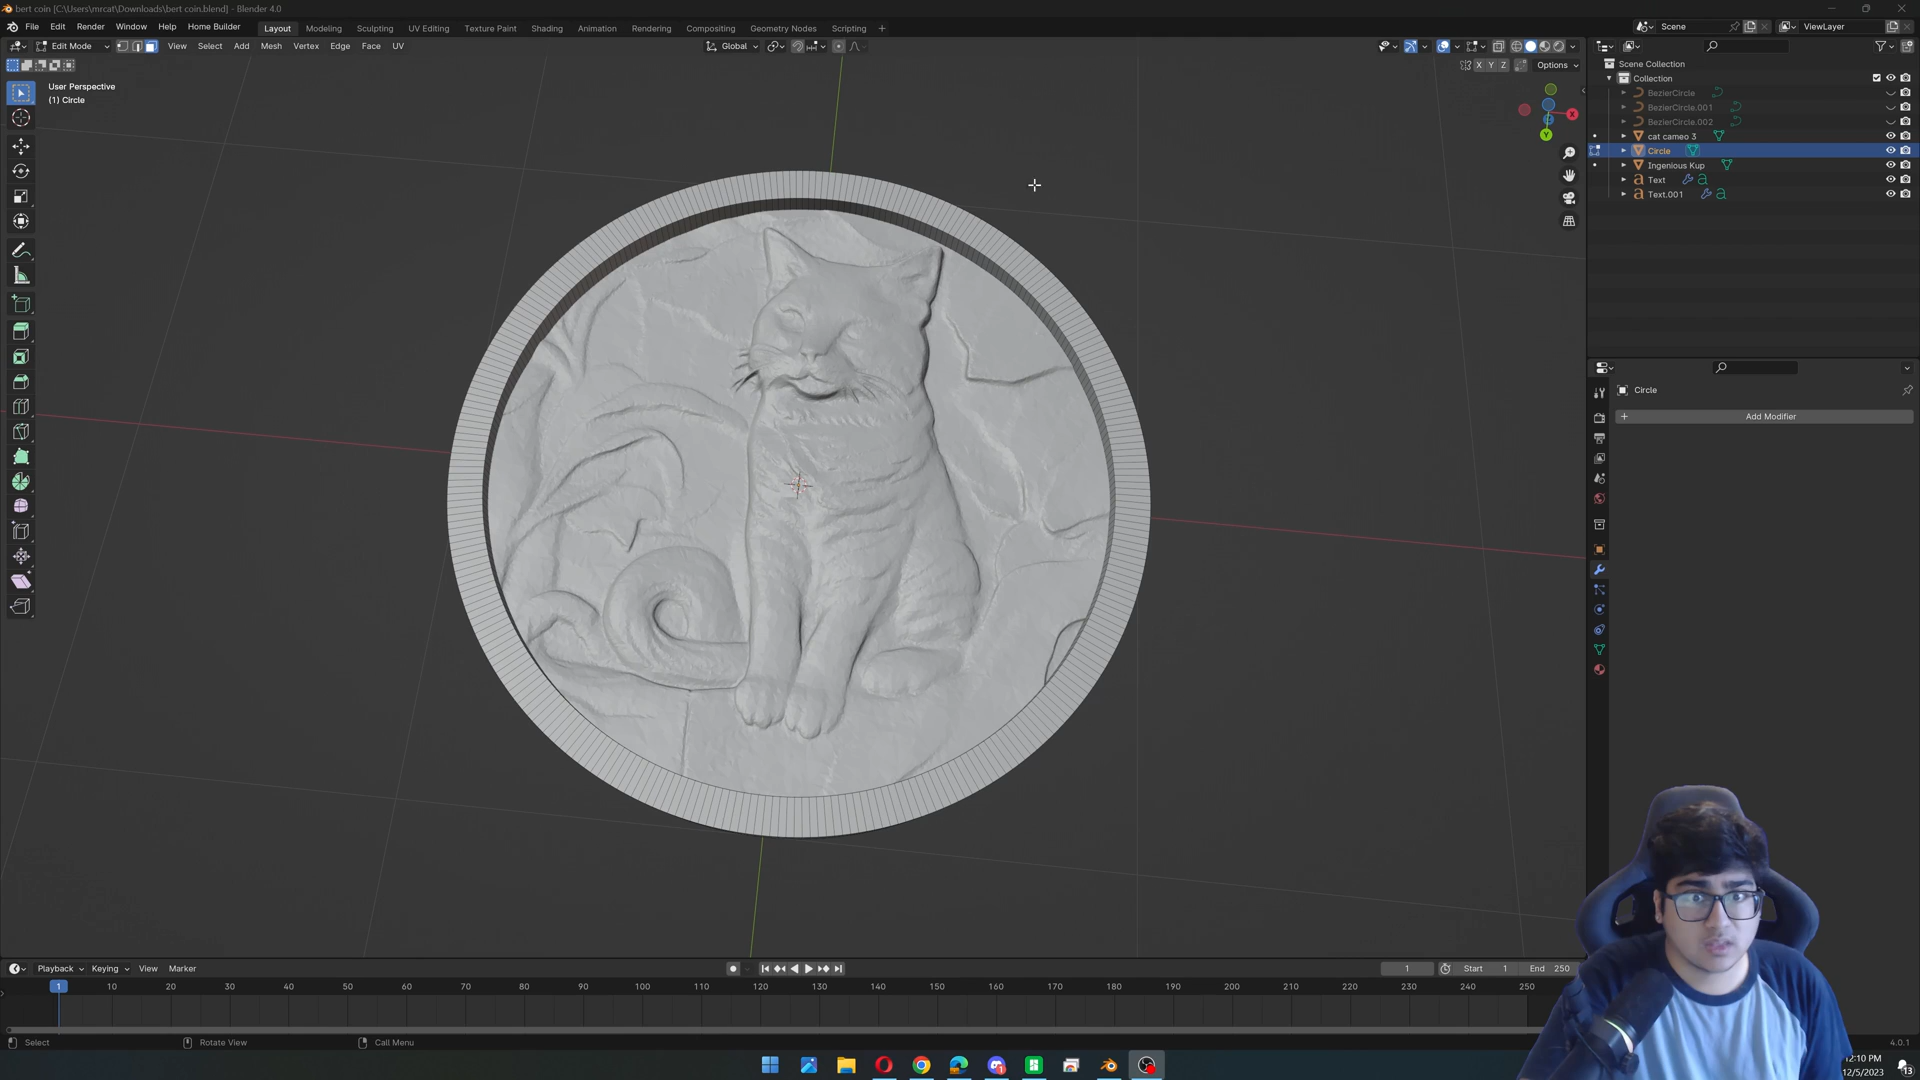 bert coin [C:\Users\mrcat\Downloads\bert coin.blend] - Blender 4.0
File Edit Render Window Help Home Builder Layout Modeling Sculpting UV Editing Texture Paint Shading Animation Rendering Compositing Geometry Nodes Scripting + Scene ViewLayer
Edit Mode View Select Add Mesh Vertex Edge Face UV Global
X Y Z Options
User Perspective
(1) Circle
X
Y
Scene Collection
Collection
BezierCircle
BezierCircle.001
BezierCircle.002
cat cameo 3
Circle
Ingenious Kup
Text
Text.001
Circle
+ Add Modifier
Playback Keying View Marker 1 Start 1 End 250
1 10 20 30 40 50 60 70 80 90 100 110 120 130 140 150 160 170 180 190 200 210 220 230 240 250
Select Rotate View Call Menu 4.0.1
12:10 PM
12/5/2023
13